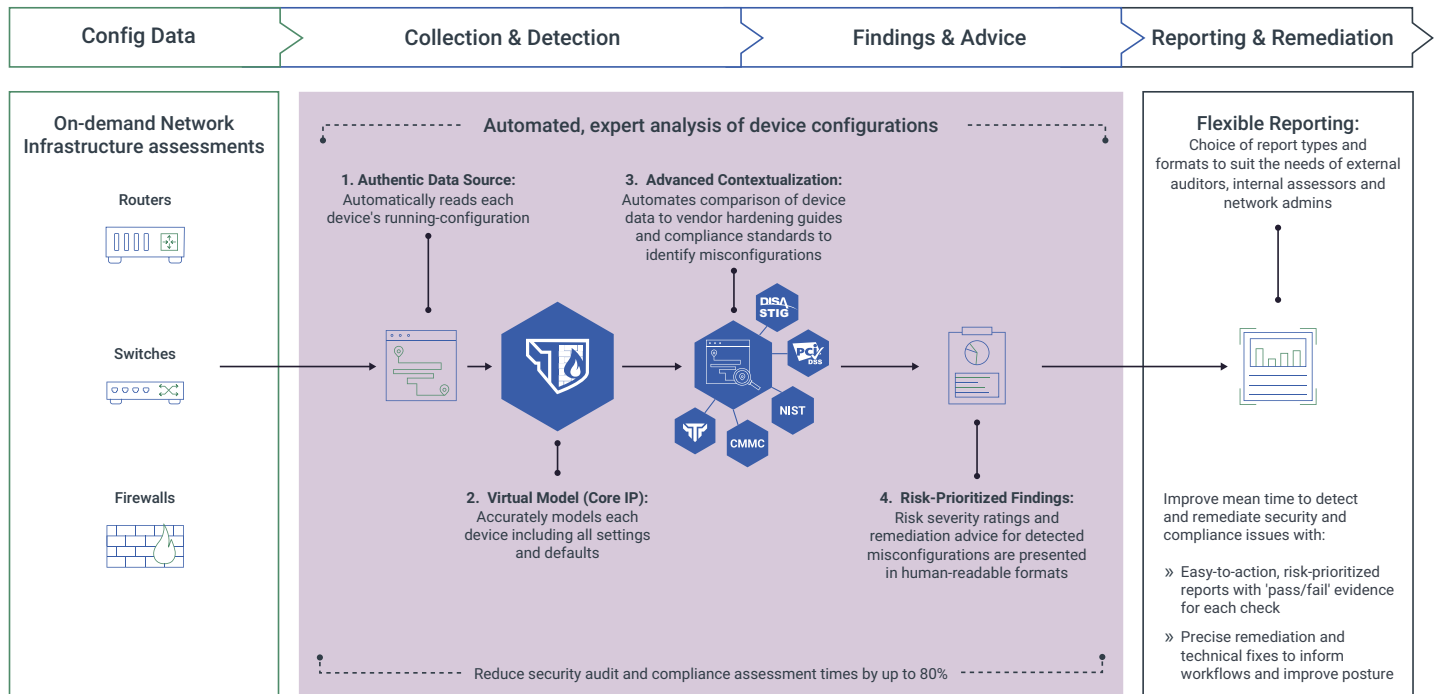 Config Data
Collection & Detection
Findings & Advice
Reporting & Remediation
On-demand Network
Infrastructure assessments
Routers
Switches
Firewalls
Automated, expert analysis of device configurations
1. Authentic Data Source:
Automatically reads each
device's running-configuration
3. Advanced Contextualization:
Automates comparison of device
data to vendor hardening guides
and compliance standards to
identify misconfigurations
DISA
STIG
PCI
DSS
NIST
CMMC
2. Virtual Model (Core IP):
Accurately models each
device including all settings
and defaults
4. Risk-Prioritized Findings:
Risk severity ratings and
remediation advice for detected
misconfigurations are presented
in human-readable formats
Reduce security audit and compliance assessment times by up to 80%
Flexible Reporting:
Choice of report types and
formats to suit the needs of external
auditors, internal assessors and
network admins
Improve mean time to detect
and remediate security and
compliance issues with:
» Easy-to-action, risk-prioritized
reports with 'pass/fail' evidence
for each check
» Precise remediation and
technical fixes to inform
workflows and improve posture